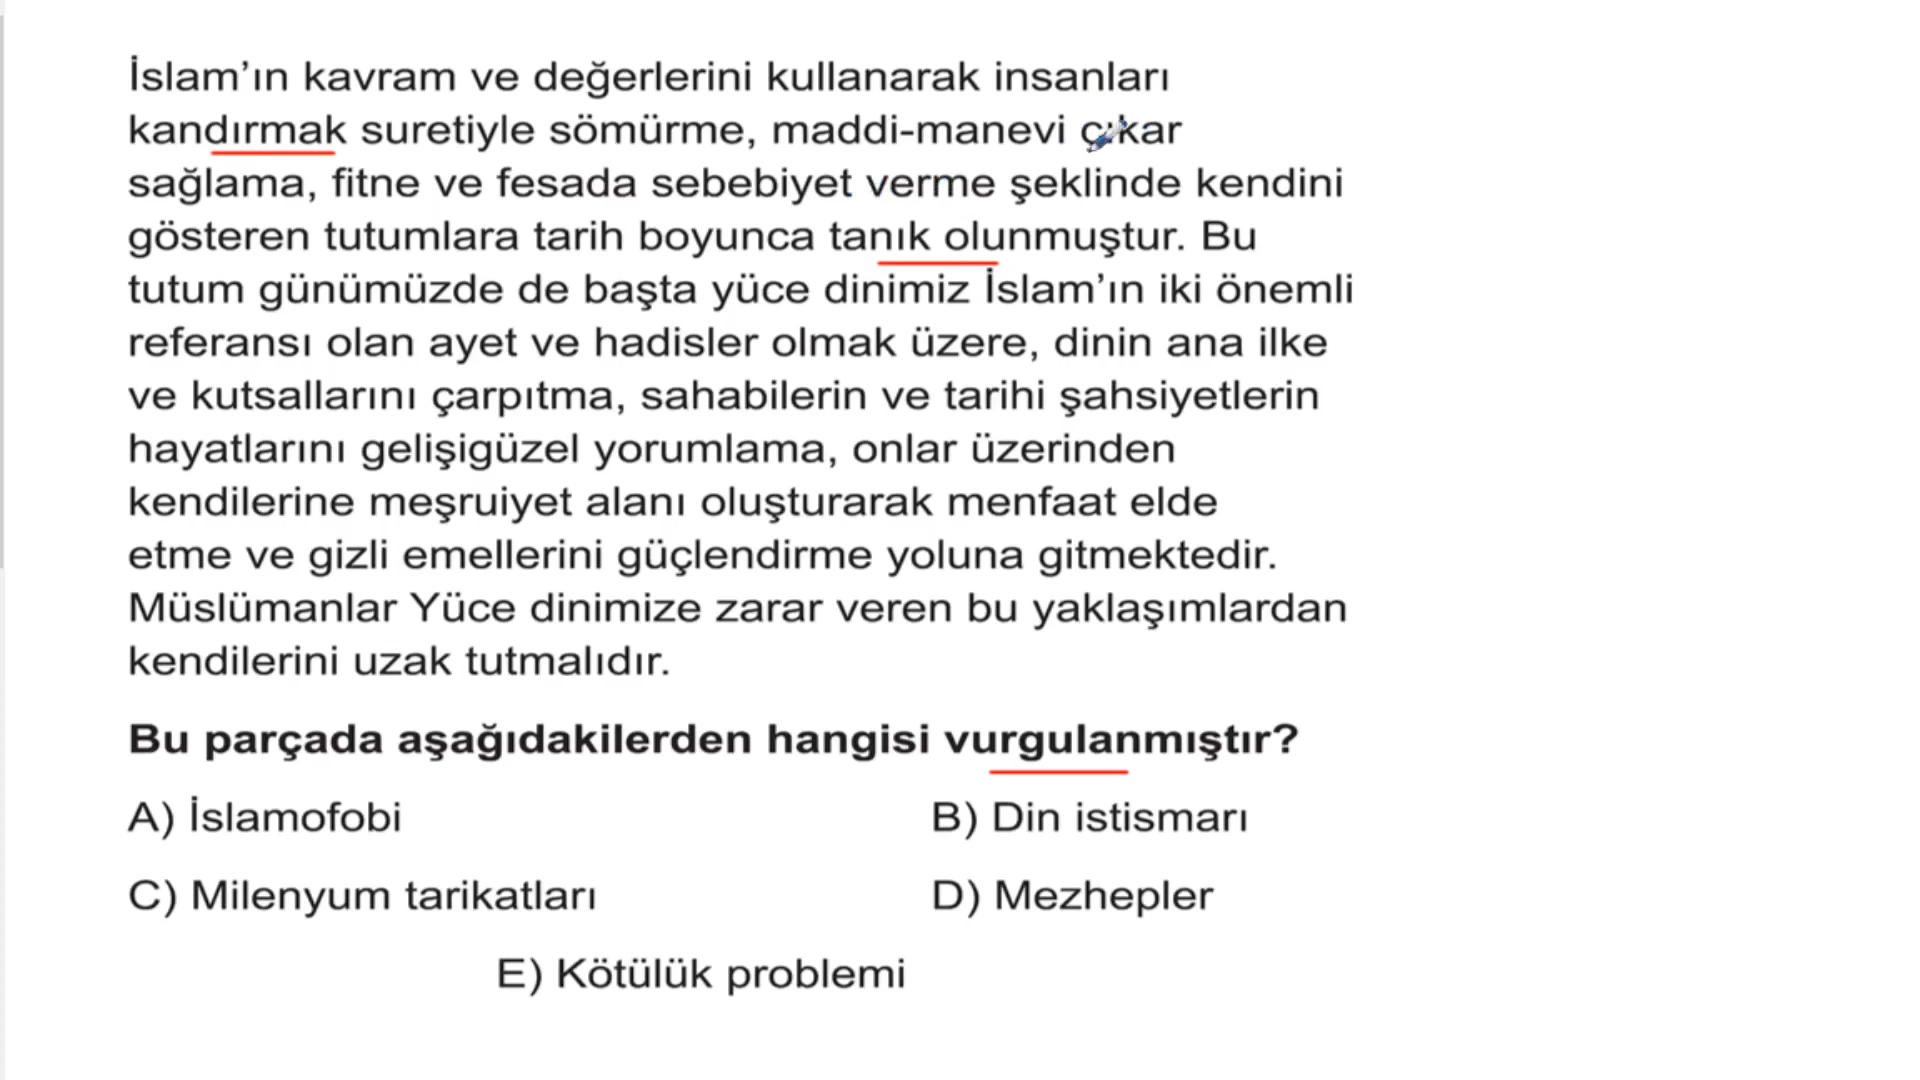 İslam’ın kavram ve değerlerini kullanarak insanları
kandırmak suretiyle sömürme, maddi-manevi çıkar
sağlama, fitne ve fesada sebebiyet verme şeklinde kendini
gösteren tutumlara tarih boyunca tanık olunmuştur. Bu
tutum günümüzde de başta yüce dinimiz İslam’ın iki önemli
referansı olan ayet ve hadisler olmak üzere, dinin ana ilke
ve kutsallarını çarpıtma, sahabilerin ve tarihi şahsiyetlerin
hayatlarını gelişigüzel yorumlama, onlar üzerinden
kendilerine meşruiyet alanı oluşturarak menfaat elde
etme ve gizli emellerini güçlendirme yoluna gitmektedir.
Müslümanlar Yüce dinimize zarar veren bu yaklaşımlardan
kendilerini uzak tutmalıdır.
Bu parçada aşağıdakilerden hangisi vurgulanmıştır?
A) İslamofobi B) Din istismarı
C) Milenyum tarikatları D) Mezhepler
E) Kötülük problemi